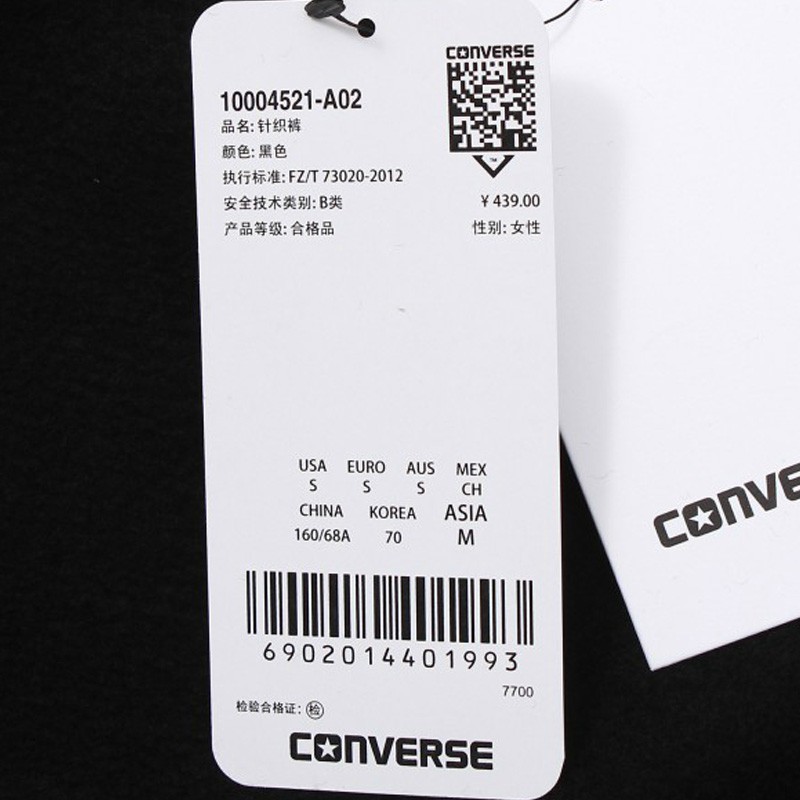 CONVERSE
10004521-A02
品名: 针织裤
颜色: 黑色
执行标准: FZ/T 73020-2012
安全技术类别: B类
¥ 439.00
产品等级: 合格品
性别: 女性
USA EURO AUS MEX
S S S CH
CHINA KOREA ASIA
160/68A 70 M
6902014401993
7700
检验合格证: 检
CONVERSE
CONVE